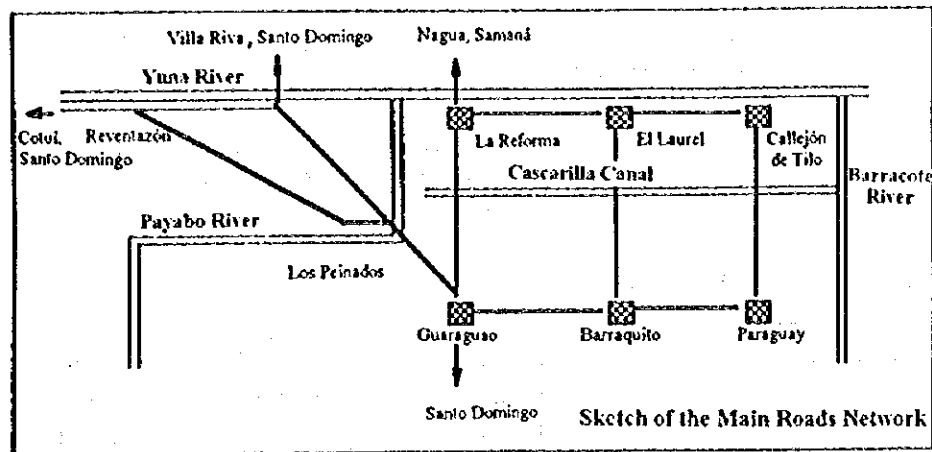 Villa Riva, Santo Domingo
Nagua, Samaná
Yuna River
Cotui,
Santo Domingo
Reventazón
La Reforma
El Laurel
Callejón
de Tilo
Cascarilla Canal
Barracote
River
Payabo River
Los Peinados
Guaraguao
Barraquito
Paraguay
Santo Domingo
Sketch of the Main Roads Network